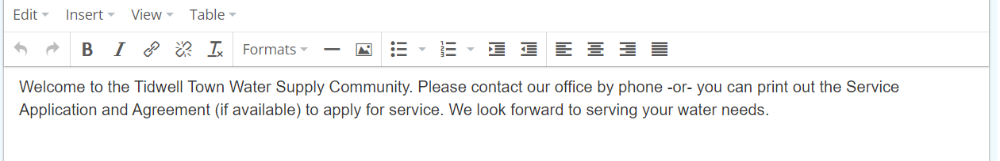 Edit Insert View Table
B I Tx Formats
Welcome to the Tidwell Town Water Supply Community. Please contact our office by phone -or- you can print out the Service
Application and Agreement (if available) to apply for service. We look forward to serving your water needs.